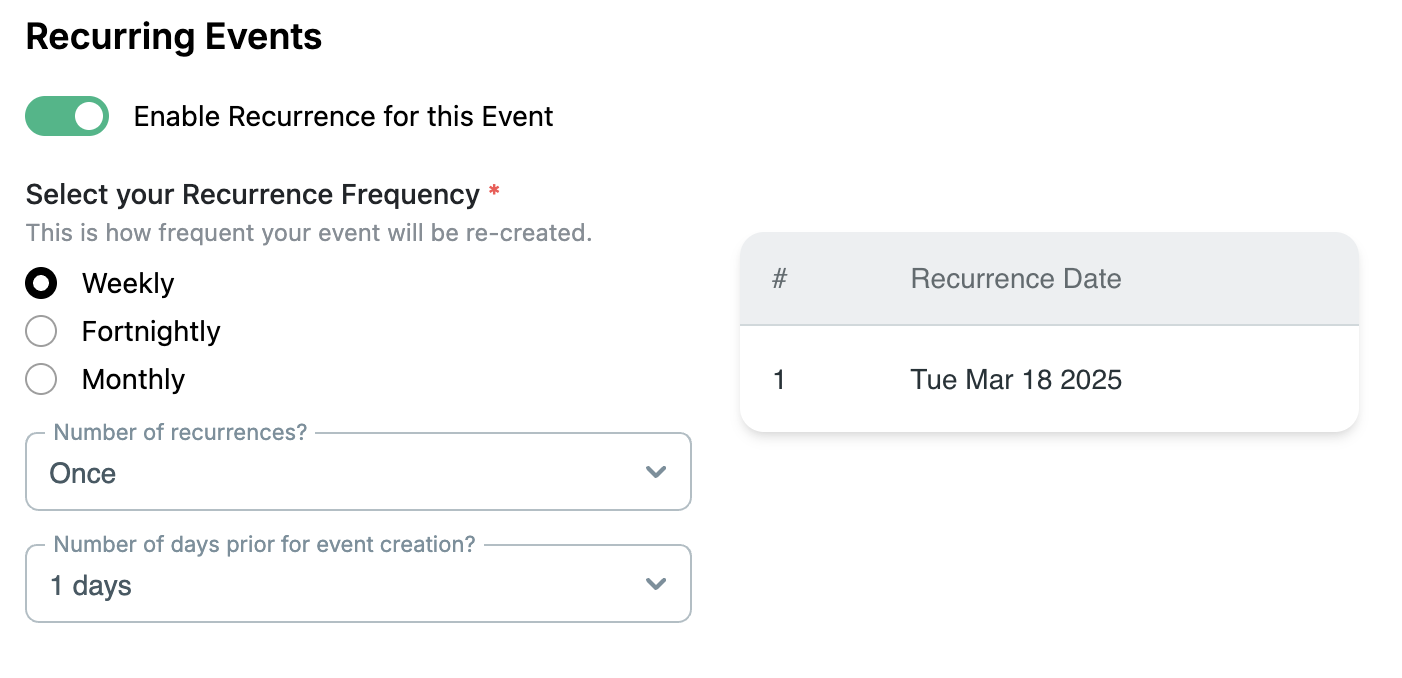 Recurring Events
Enable Recurrence for this Event
Select your Recurrence Frequency *
This is how frequent your event will be re-created.
Weekly
Fortnightly
Monthly
Number of recurrences?
Once
Number of days prior for event creation?
1 days
# Recurrence Date
1 Tue Mar 18 2025